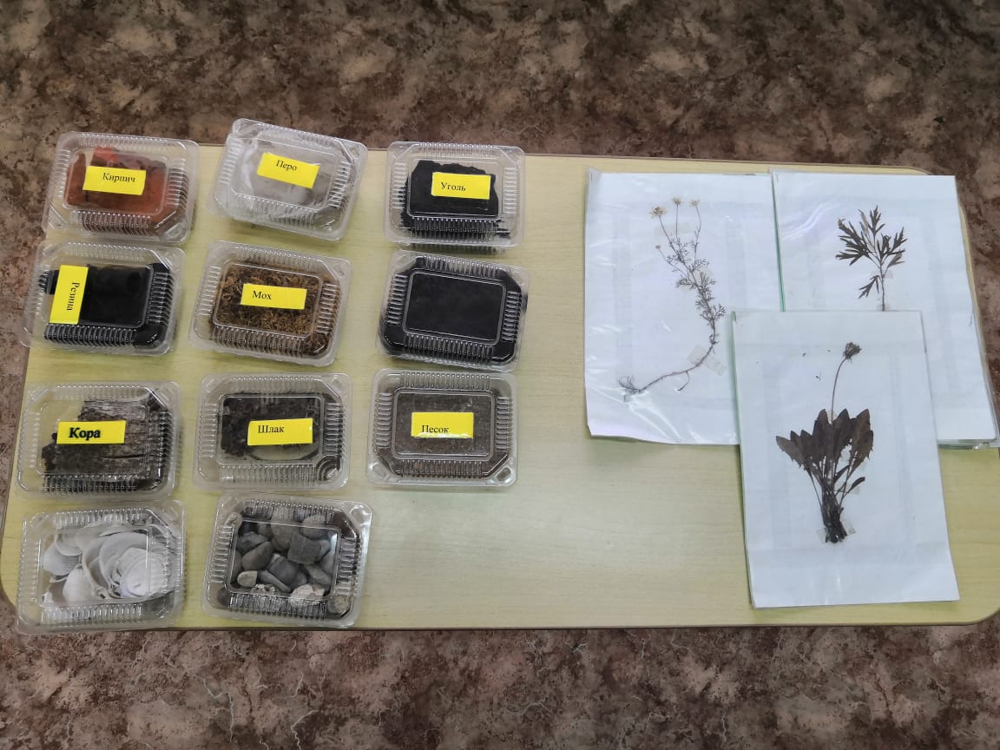 Кирпич
Перо
Уголь
Резина
Мох
Кора
Шлак
Песок